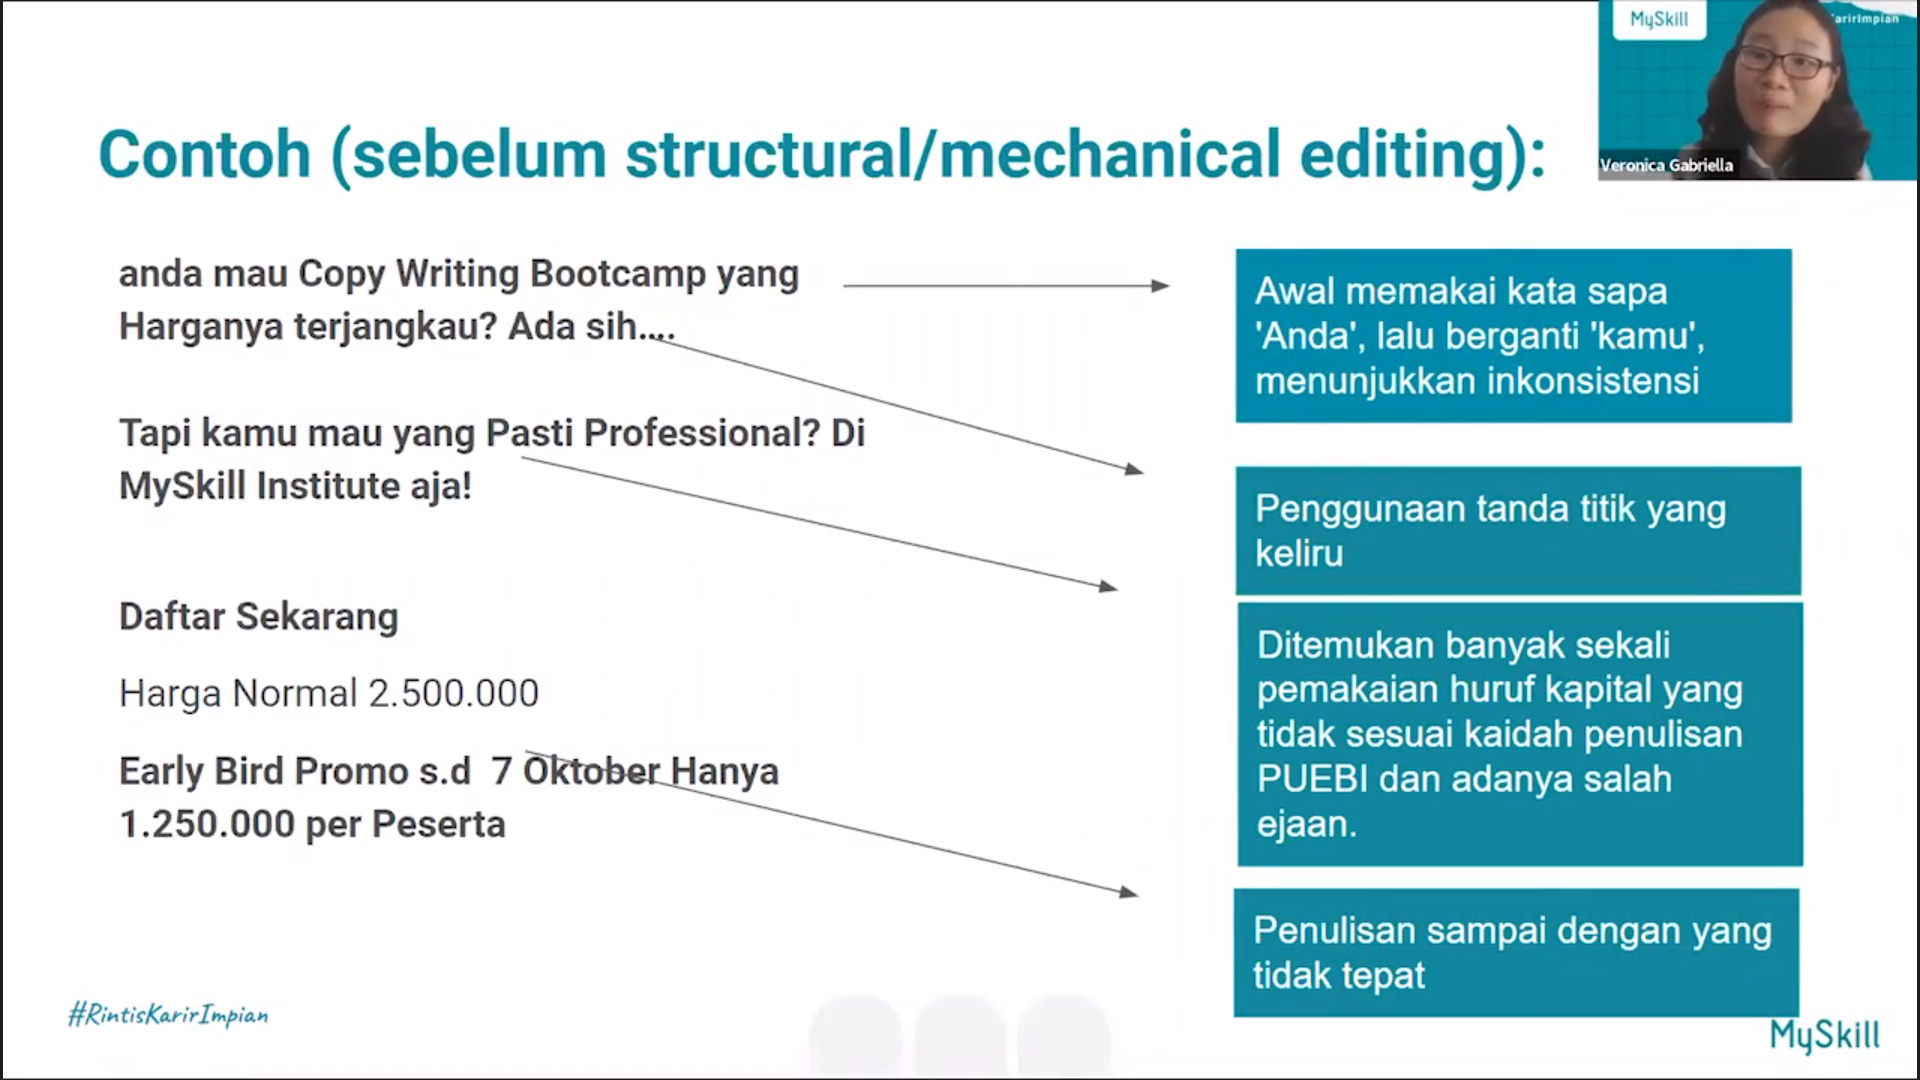 MySkill
arirImpian
Veronica Gabriella
Contoh (sebelum structural/mechanical editing):
anda mau Copy Writing Bootcamp yang
Harganya terjangkau? Ada sih....
Tapi kamu mau yang Pasti Professional? Di
MySkill Institute aja!
Daftar Sekarang
Harga Normal 2.500.000
Early Bird Promo s.d  7 Oktober Hanya
1.250.000 per Peserta
Awal memakai kata sapa
'Anda', lalu berganti 'kamu',
menunjukkan inkonsistensi
Penggunaan tanda titik yang
keliru
Ditemukan banyak sekali
pemakaian huruf kapital yang
tidak sesuai kaidah penulisan
PUEBI dan adanya salah
ejaan.
Penulisan sampai dengan yang
tidak tepat
#RintisKarirImpian
MySkill